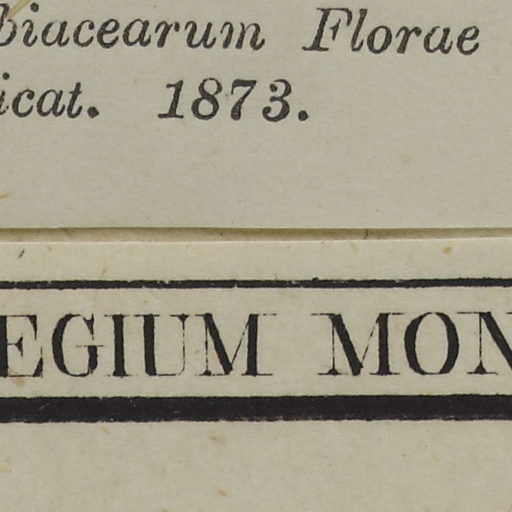 biacearum Florae
icat. 1873.
EGIUM MON